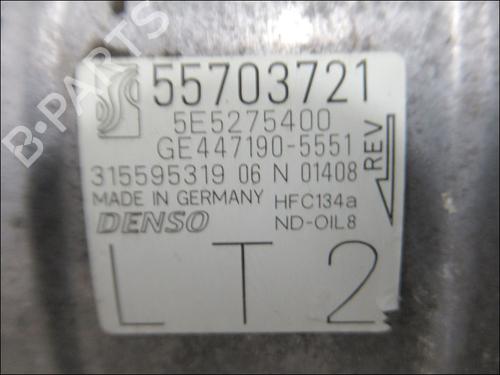 55703721
5E5275400
GE447190-5551
315595319 06 N 01408
MADE IN GERMANY
HFC134a
DENSO
ND-OIL8
REV
LT2
B-PARTS